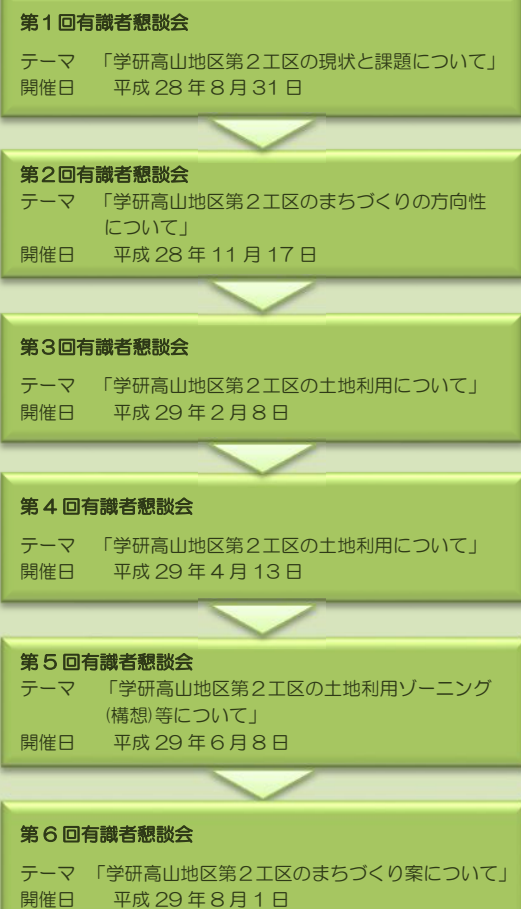 第1回有識者懇談会
テーマ 「学研高山地区第2工区の現状と課題について」
開催日 平成 28 年 8 月 31 日
第2回有識者懇談会
テーマ 「学研高山地区第2工区のまちづくりの方向性
について」
開催日 平成 28 年 11 月 17 日
第3回有識者懇談会
テーマ 「学研高山地区第2工区の土地利用について」
開催日 平成 29 年 2 月 8 日
第 4 回有識者懇談会
テーマ 「学研高山地区第2工区の土地利用について」
開催日 平成 29 年 4 月 13 日
第 5 回有識者懇談会
テーマ 「学研高山地区第2工区の土地利用ゾーニング
(構想)等について」
開催日 平成 29 年 6 月 8 日
第 6 回有識者懇談会
テーマ 「学研高山地区第2工区のまちづくり案について」
開催日 平成 29 年 8 月 1 日